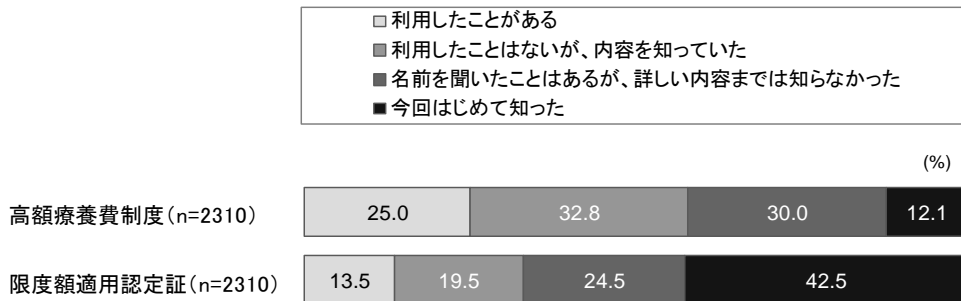 利用したことがある
利用したことはないが、内容を知っていた
名前を聞いたことはあるが、詳しい内容までは知らなかった
今回はじめて知った
(%)
高額療養費制度(n=2310) 25.0 32.8 30.0 12.1
限度額適用認定証(n=2310) 13.5 19.5 24.5 42.5